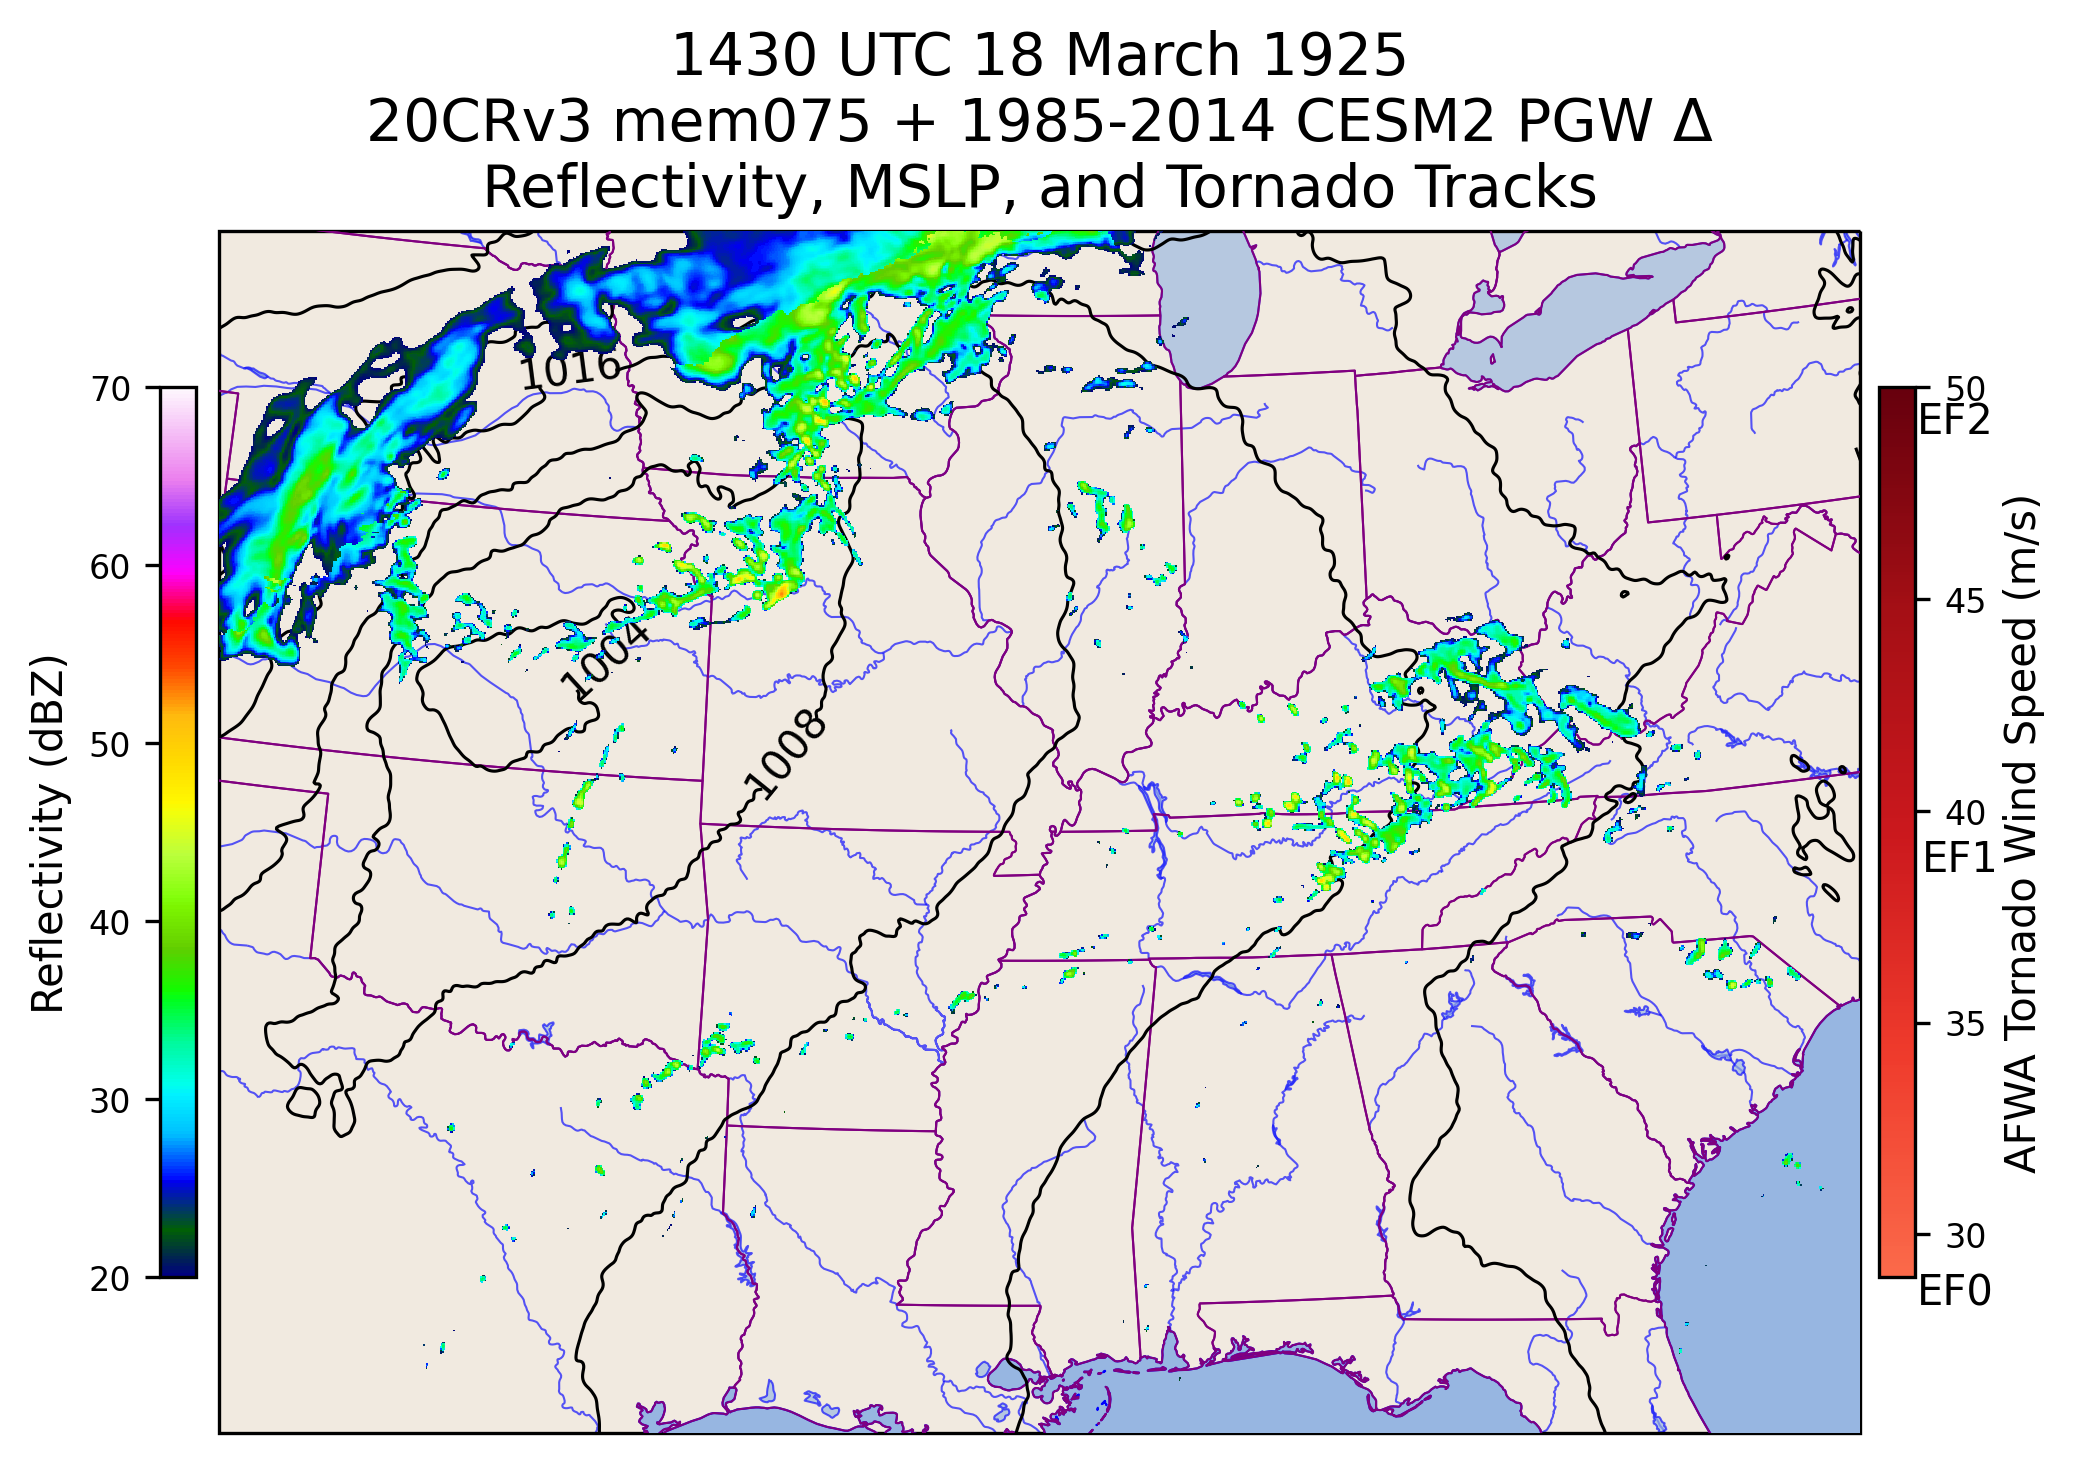 1430 UTC 18 March 1925
20CRv3 mem075 + 1985-2014 CESM2 PGW Δ
Reflectivity, MSLP, and Tornado Tracks
Reflectivity (dBZ)
70
60
50
40
30
20
1016
1004
1008
50
EF2
45
40
EF1
35
30
EF0
AFWA Tornado Wind Speed (m/s)